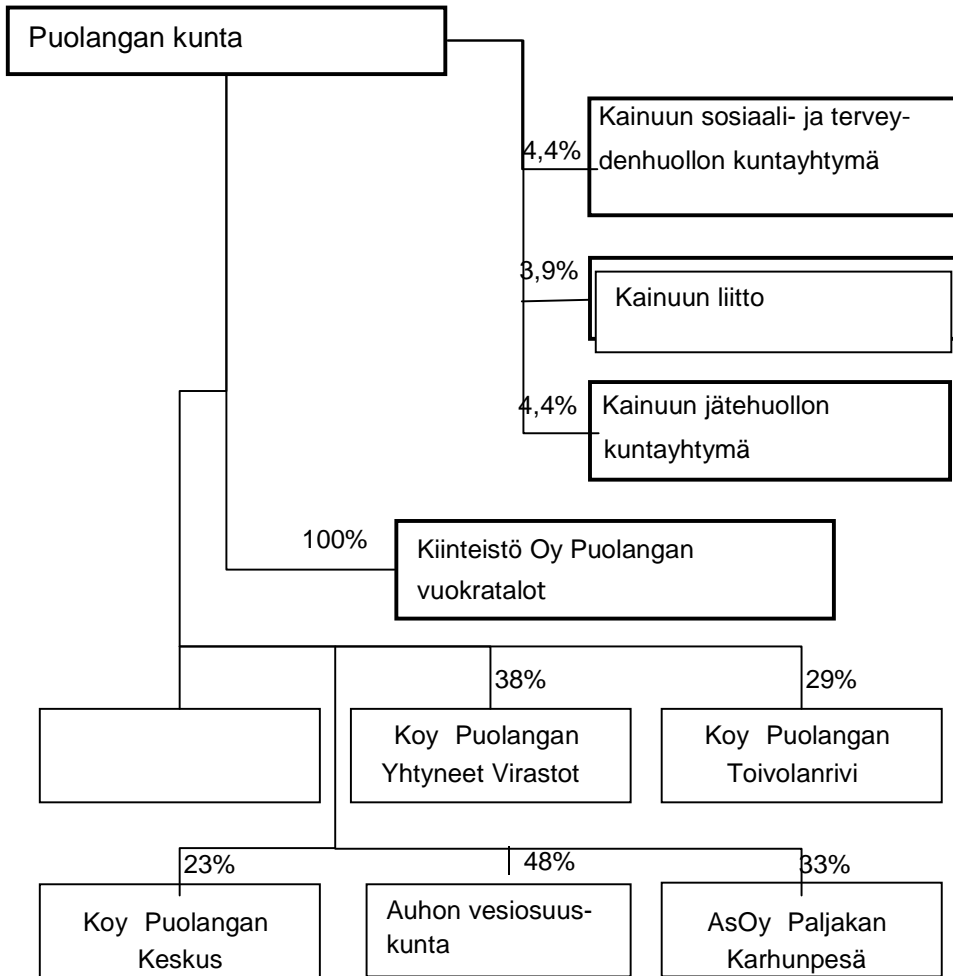 Puolangan kunta
Kainuun sosiaali- ja tervey-
4,4%
denhuollon kuntayhtymä
3,9%
Kainuun liitto
4,4%
Kainuun jätehuollon
kuntayhtymä
100%
Kiinteistö Oy Puolangan
vuokratalot
38%
29%
Koy Puolangan
Yhtyneet Virastot
Koy Puolangan
Toivolanrivi
23%
48%
33%
Koy Puolangan
Keskus
Auhon vesiosuus-
kunta
AsOy Paljakan
Karhunpesä